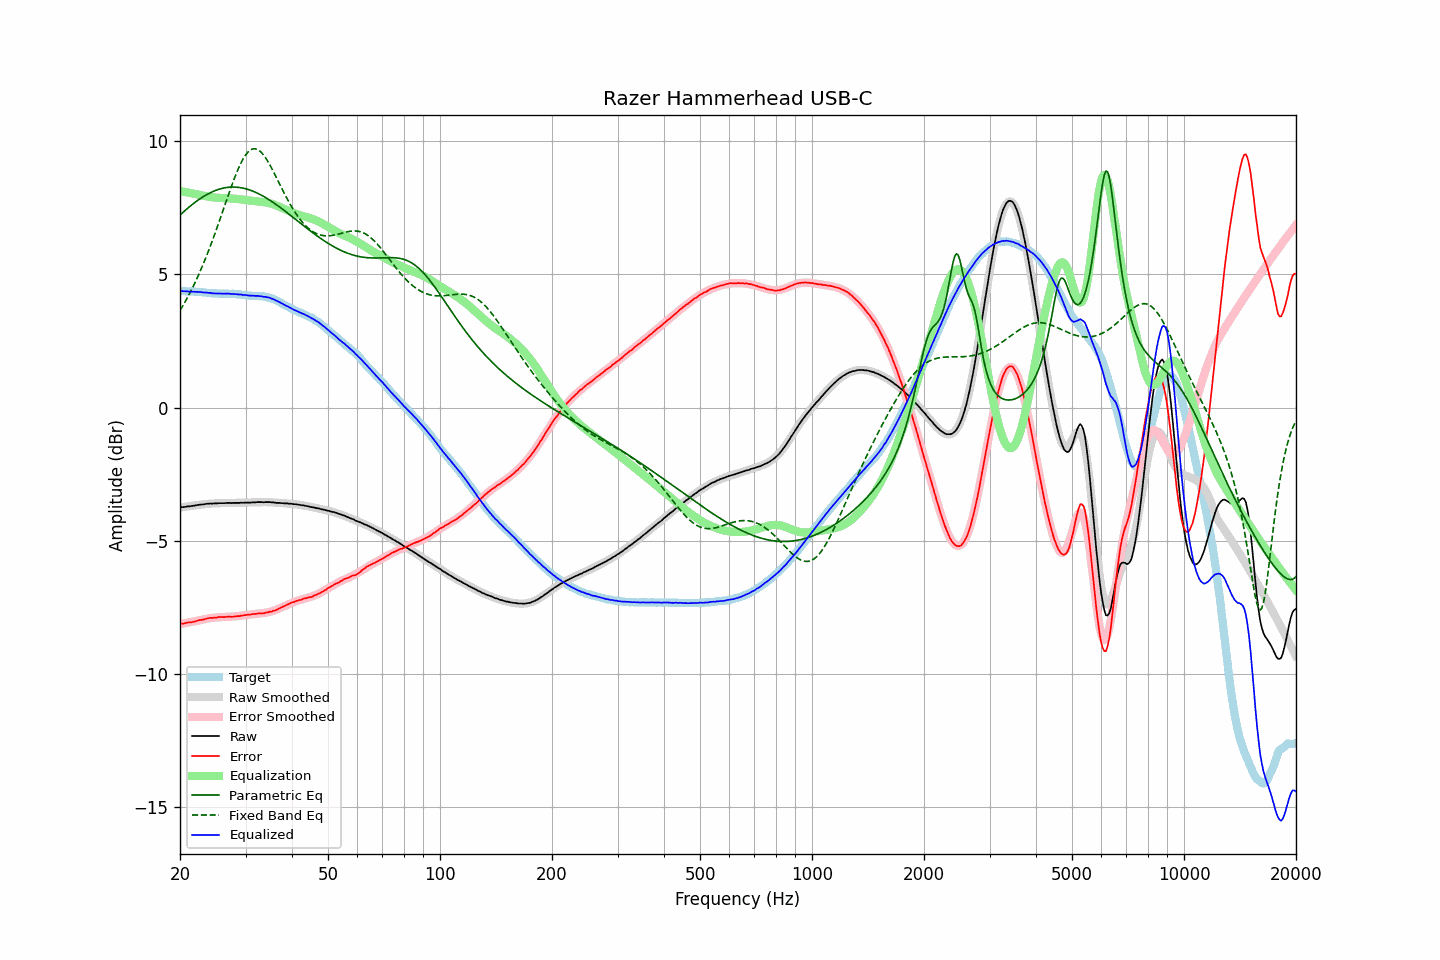 Razer Hammerhead USB-C
Amplitude (dBr)
10
5
0
−5
−10
−15
Target
Raw Smoothed
Error Smoothed
Raw
Error
Equalization
Parametric Eq
Fixed Band Eq
Equalized
20 50 100 200 500 1000 2000 5000 10000 20000
Frequency (Hz)